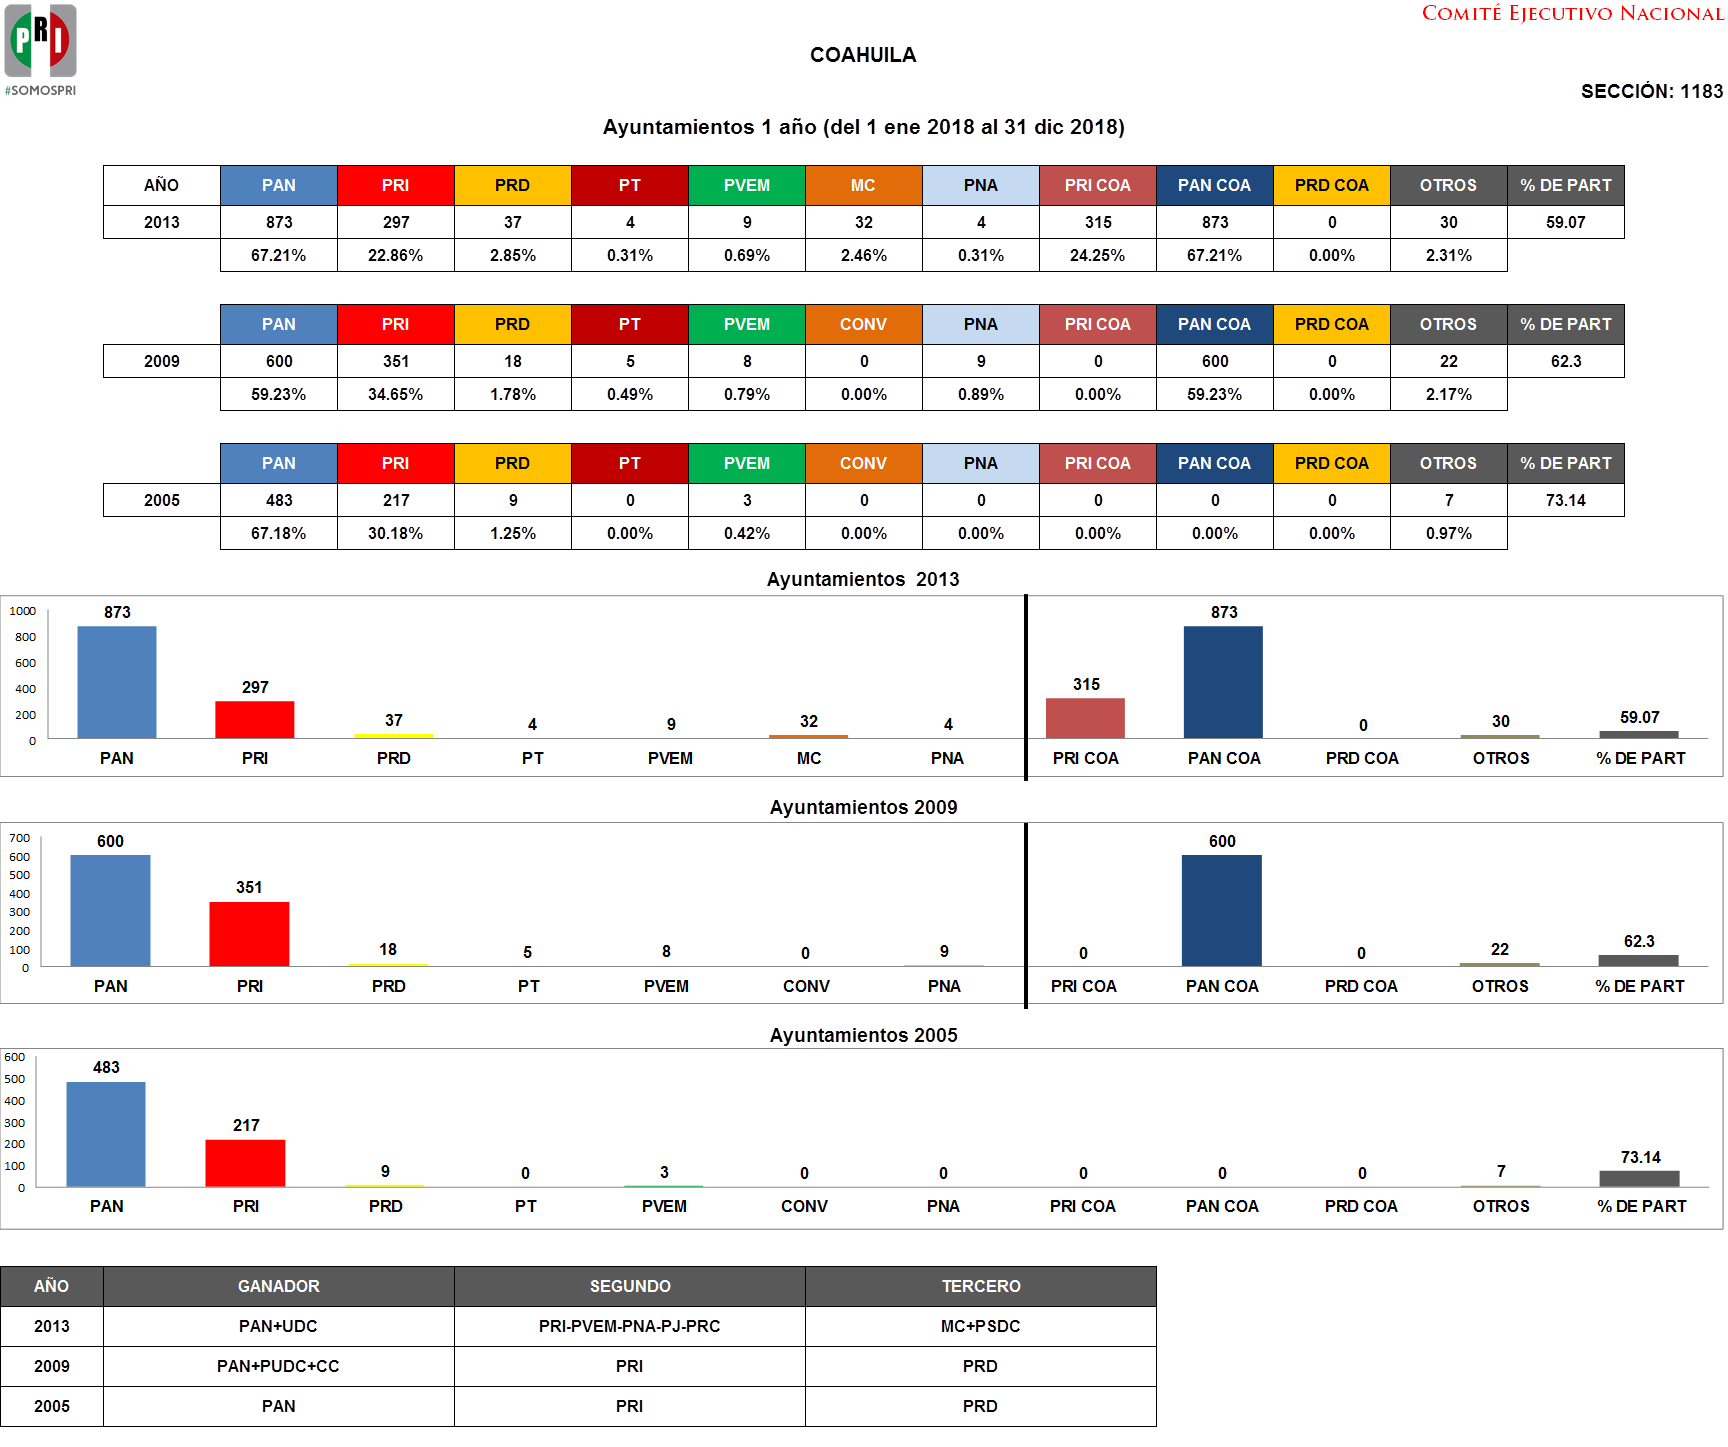 COMITÉ EJECUTIVO NACIONAL
PRI
#SOMOSPRI
COAHUILA
SECCIÓN: 1183
Ayuntamientos 1 año (del 1 ene 2018 al 31 dic 2018)
AÑO PAN PRI PRD PT PVEM MC PNA PRI COA PAN COA PRD COA OTROS % DE PART
2013 873 297 37 4 9 32 4 315 873 0 30 59.07
67.21% 22.86% 2.85% 0.31% 0.69% 2.46% 0.31% 24.25% 67.21% 0.00% 2.31%
PAN PRI PRD PT PVEM CONV PNA PRI COA PAN COA PRD COA OTROS % DE PART
2009 600 351 18 5 8 0 9 0 600 0 22 62.3
59.23% 34.65% 1.78% 0.49% 0.79% 0.00% 0.89% 0.00% 59.23% 0.00% 2.17%
PAN PRI PRD PT PVEM CONV PNA PRI COA PAN COA PRD COA OTROS % DE PART
2005 483 217 9 0 3 0 0 0 0 0 7 73.14
67.18% 30.18% 1.25% 0.00% 0.42% 0.00% 0.00% 0.00% 0.00% 0.00% 0.97%
Ayuntamientos 2013
1000
800
600
400
200
0
873 297 37 4 9 32 4 315 873 0 30 59.07
PAN PRI PRD PT PVEM MC PNA PRI COA PAN COA PRD COA OTROS % DE PART
Ayuntamientos 2009
700
600
500
400
300
200
100
0
600 351 18 5 8 0 9 0 600 0 22 62.3
PAN PRI PRD PT PVEM CONV PNA PRI COA PAN COA PRD COA OTROS % DE PART
Ayuntamientos 2005
600
500
400
300
200
100
0
483 217 9 0 3 0 0 0 0 0 7 73.14
PAN PRI PRD PT PVEM CONV PNA PRI COA PAN COA PRD COA OTROS % DE PART
AÑO GANADOR SEGUNDO TERCERO
2013 PAN+UDC PRI-PVEM-PNA-PJ-PRC MC+PSDC
2009 PAN+PUDC+CC PRI PRD
2005 PAN PRI PRD